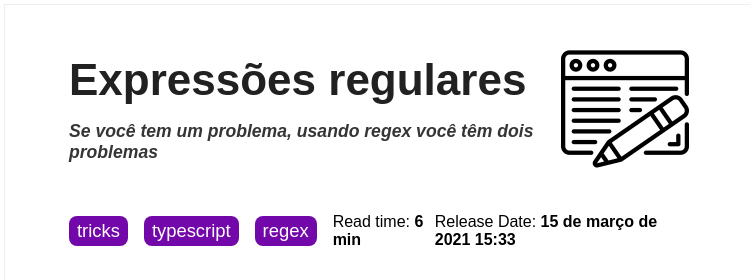 Expressões regulares
Se você tem um problema, usando regex você têm dois
problemas
tricks typescript regex
Read time: 6
min
Release Date: 15 de março de
2021 15:33